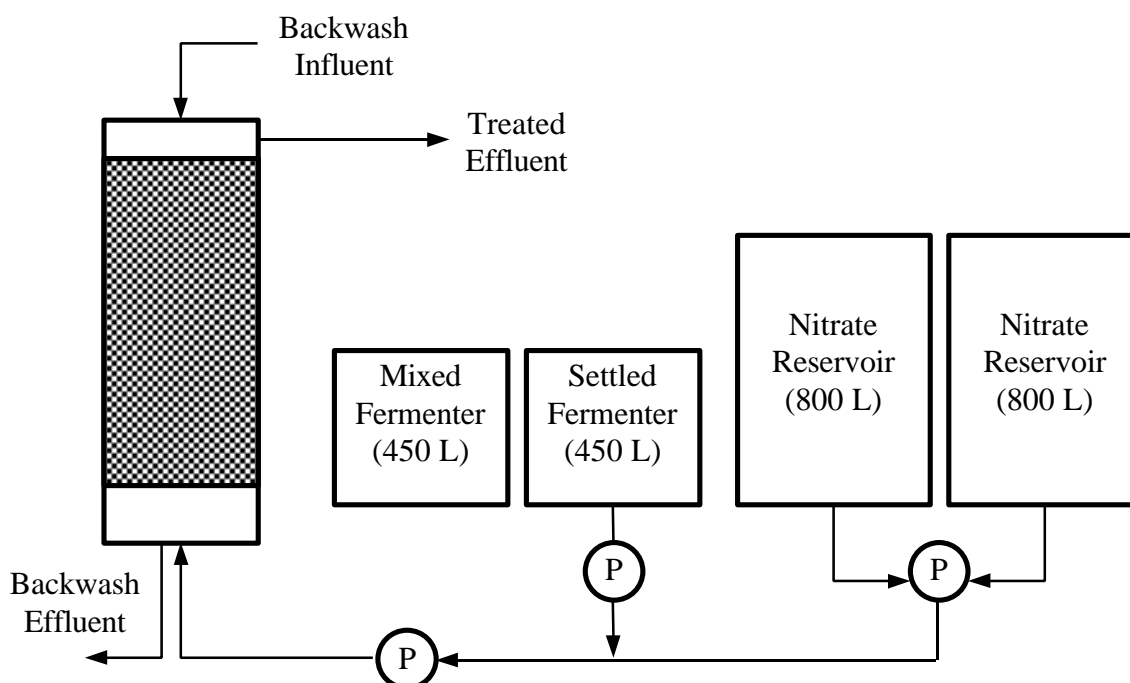 Backwash
Influent
Treated
Effluent
Mixed
Fermenter
(450 L)
Settled
Fermenter
(450 L)
Nitrate
Reservoir
(800 L)
Nitrate
Reservoir
(800 L)
P
P
Backwash
Effluent
P